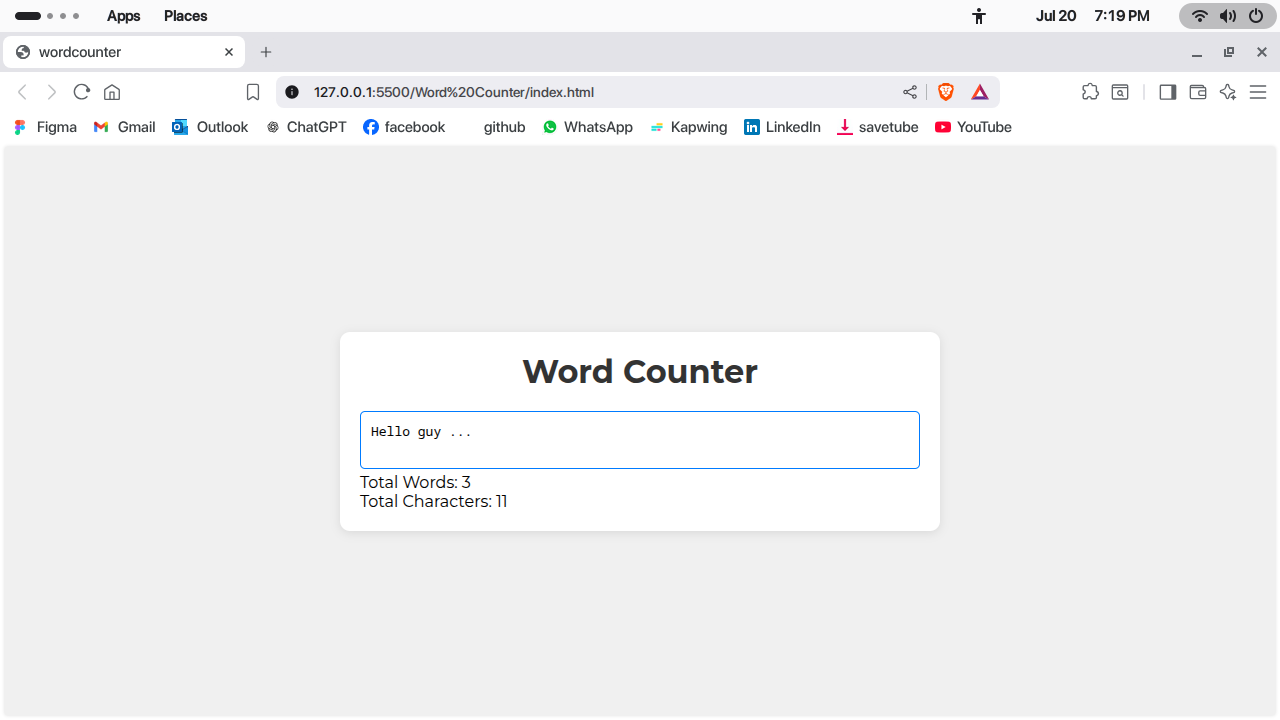 Apps Places Jul 20 7:19 PM
wordcounter
127.0.0.1:5500/Word%20Counter/index.html
Figma Gmail Outlook ChatGPT facebook github WhatsApp Kapwing LinkedIn savetube YouTube
Word Counter
Hello guy ...
Total Words: 3
Total Characters: 11